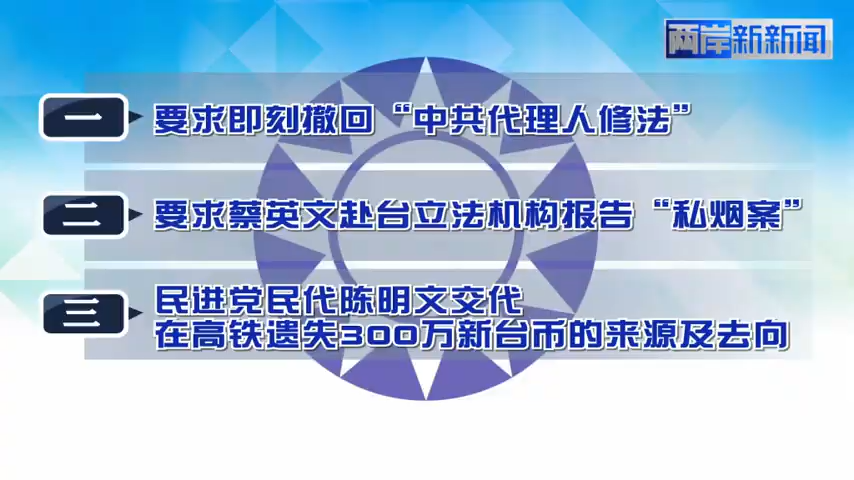 两岸新新闻
一
要求即刻撤回“中共代理人修法”
二
要求蔡英文赴台立法机构报告“私烟案”
三
民进党民代陈明文交代
在高铁遗失300万新台币的来源及去向